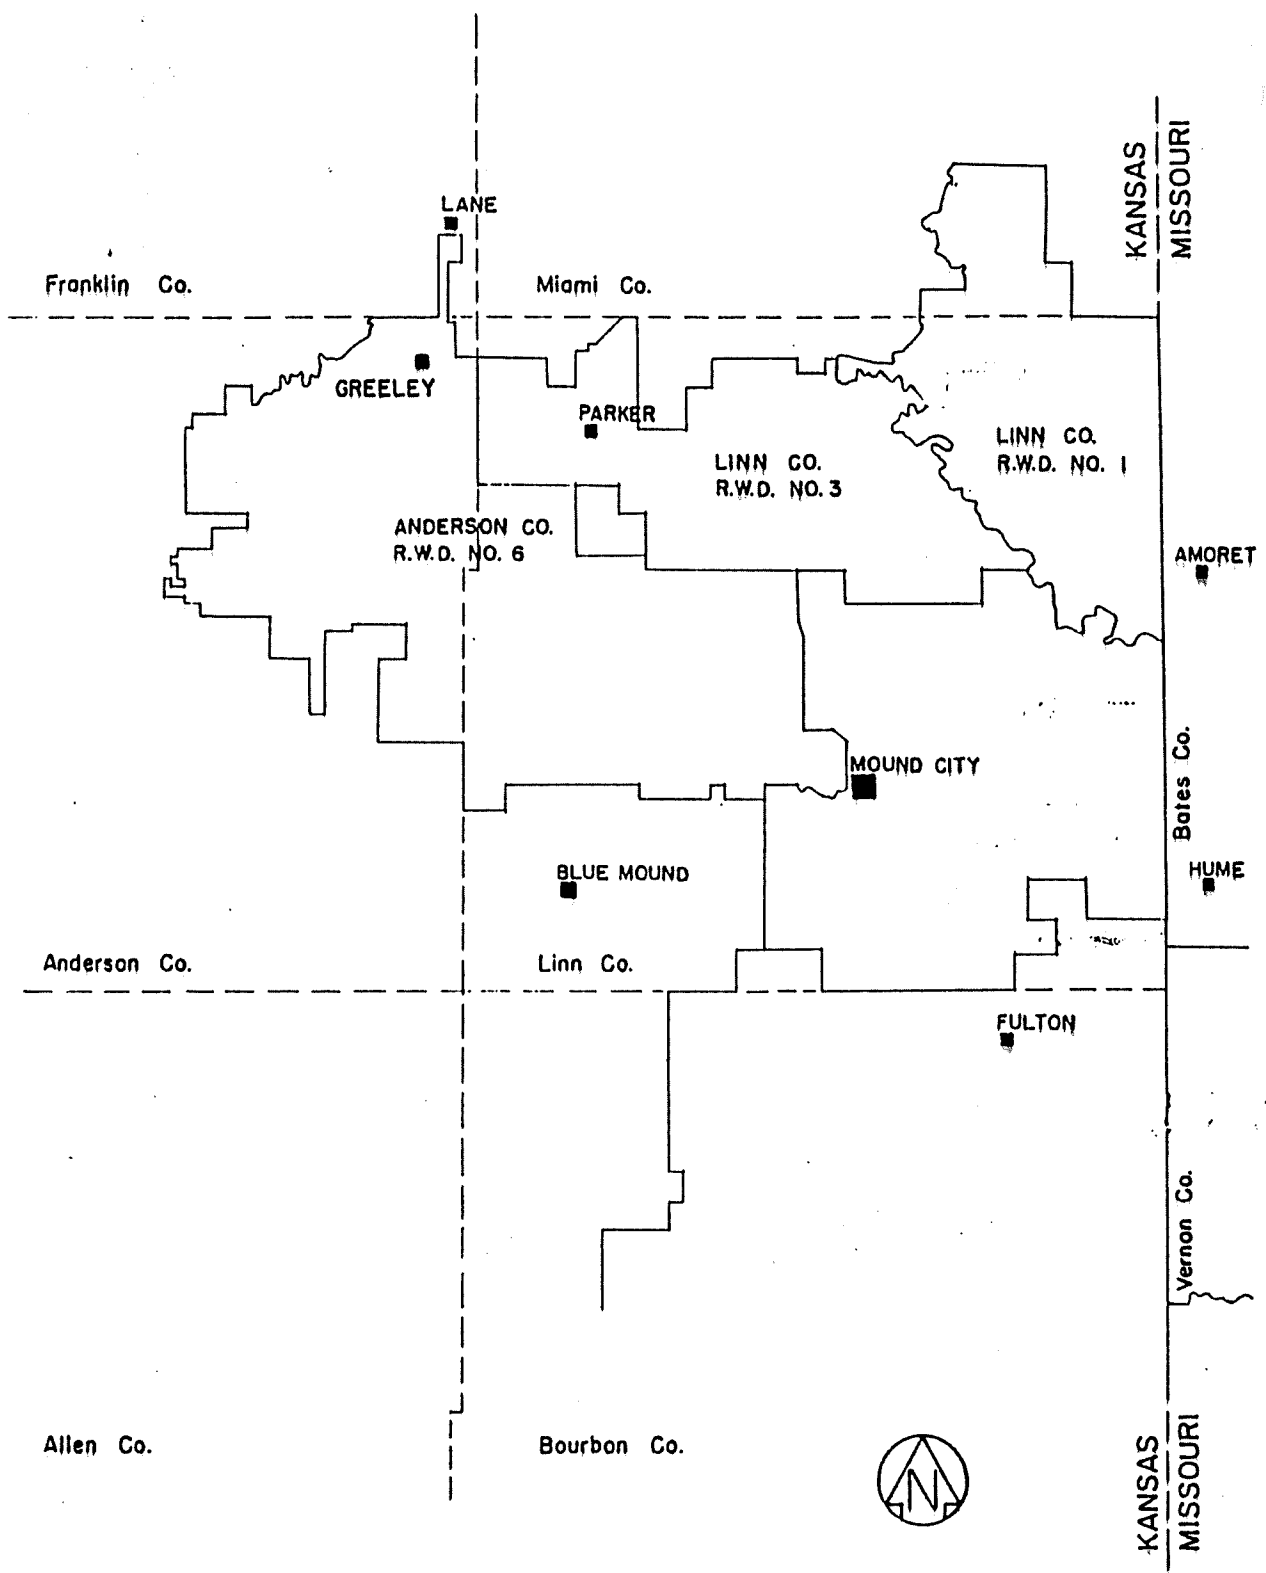 KANSAS
MISSOURI
LANE
Franklin Co.
Miami Co.
GREELEY
PARKER
LINN CO.
R.W.D. NO. 1
LINN CO.
R.W.D. NO. 3
ANDERSON CO.
R.W.D. NO. 6
AMORET
MOUND CITY
Bates Co.
BLUE MOUND
HUME
Anderson Co.
Linn Co.
FULTON
Vernon Co.
Allen Co.
Bourbon Co.
N
KANSAS
MISSOURI